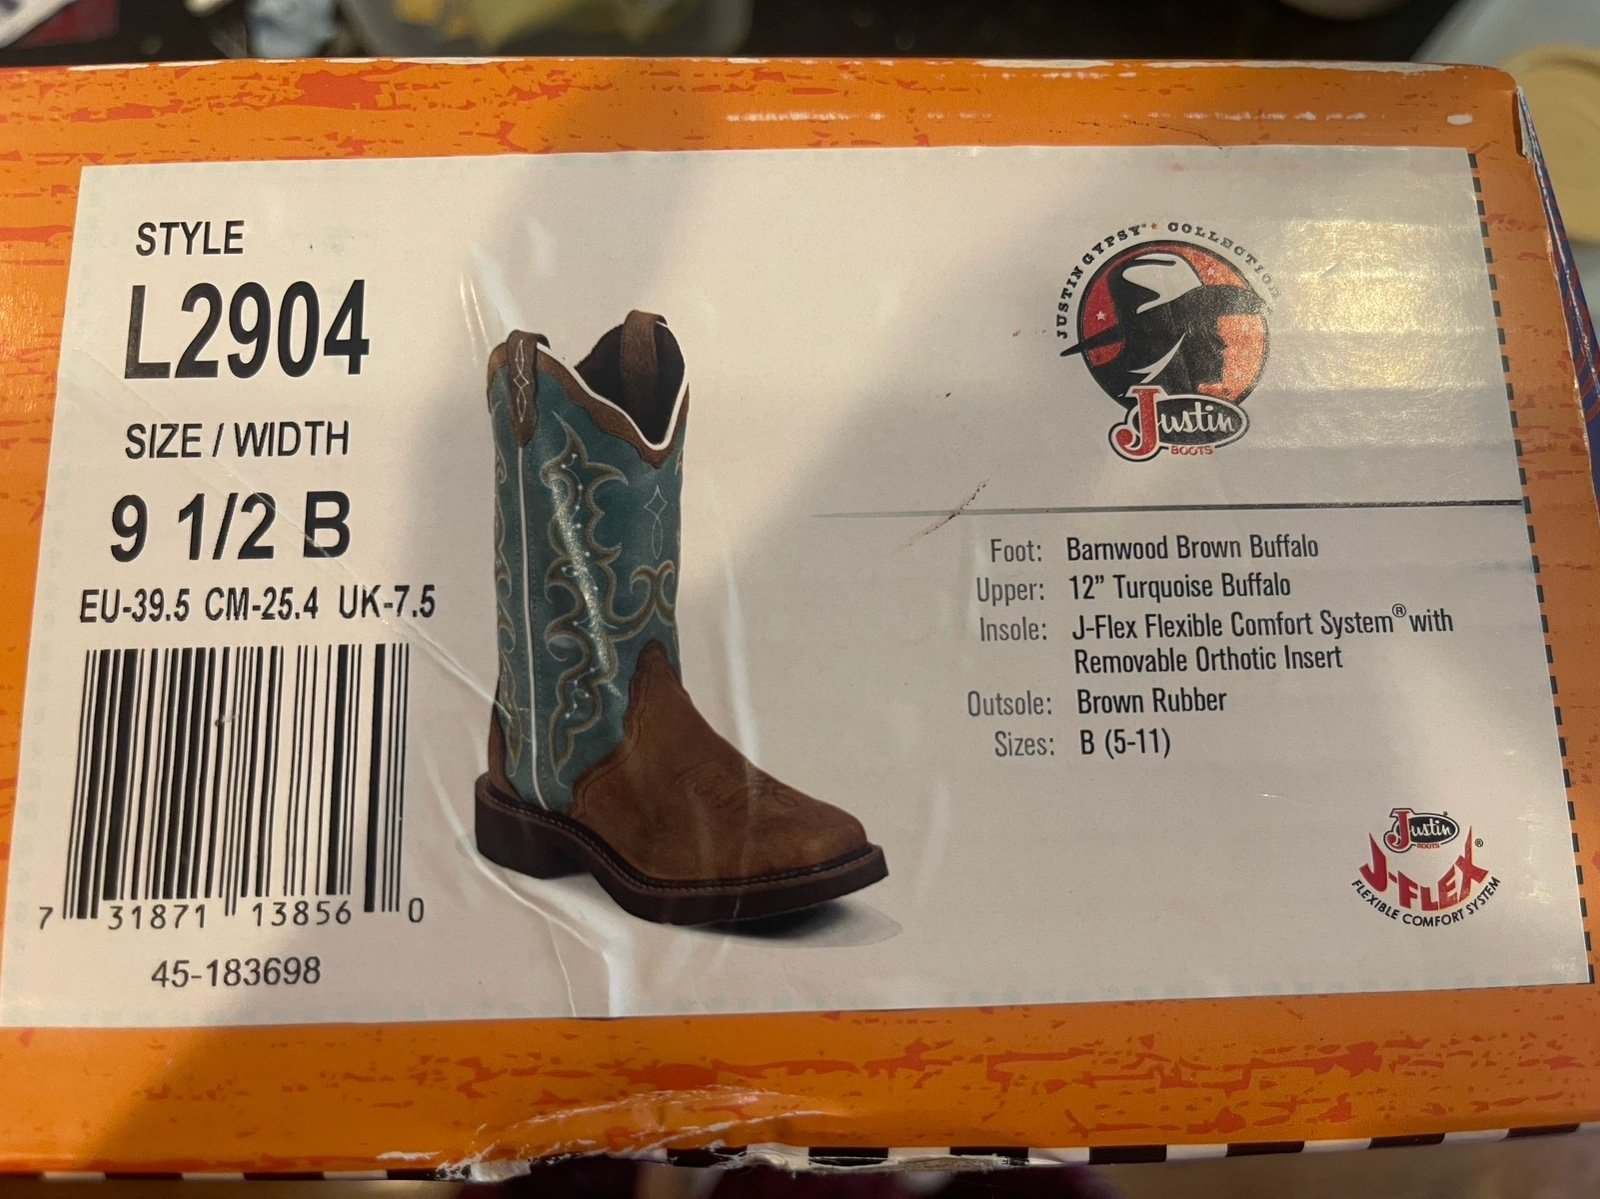 STYLE
L2904
SIZE / WIDTH
9 1/2 B
EU-39.5 CM-25.4 UK-7.5
7 31871 13856 0
45-183698
JUSTIN GYPSY® ★ COLLECTION
Justin
BOOTS
Foot: Barnwood Brown Buffalo
Upper: 12” Turquoise Buffalo
Insole: J-Flex Flexible Comfort System® with
Removable Orthotic Insert
Outsole: Brown Rubber
Sizes: B (5-11)
Justin
BOOTS
J-FLEX®
FLEXIBLE COMFORT SYSTEM